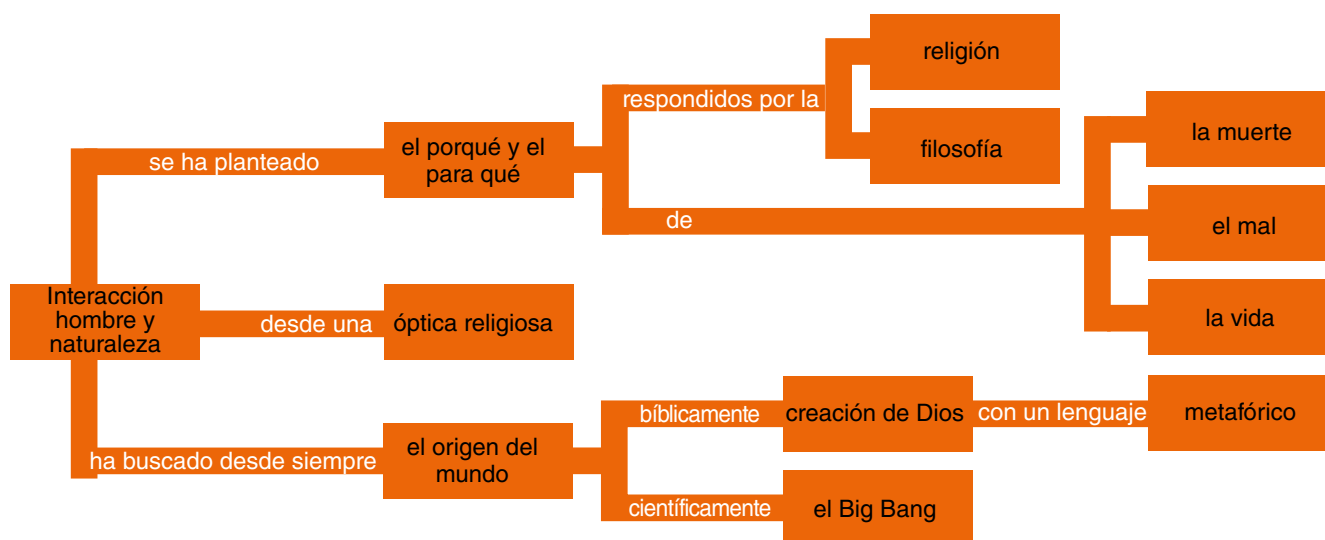 religión
respondidos por la
filosofía
la muerte
se ha planteado
el porqué y el
para qué
de
el mal
Interacción
hombre y
naturaleza
desde una
óptica religiosa
la vida
bíblicamente
creación de Dios
con un lenguaje
metafórico
ha buscado desde siempre
el origen del
mundo
científicamente
el Big Bang